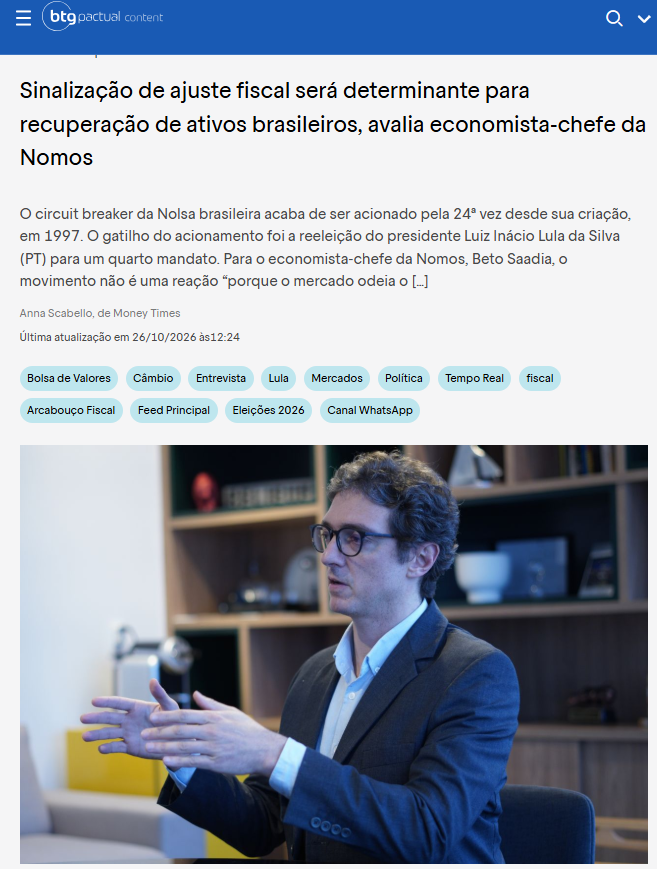 btg pactual content
Sinalização de ajuste fiscal será determinante para
recuperação de ativos brasileiros, avalia economista-chefe da
Nomos
O circuit breaker da Nolsa brasileira acaba de ser acionado pela 24ª vez desde sua criação,
em 1997. O gatilho do acionamento foi a reeleição do presidente Luiz Inácio Lula da Silva
(PT) para um quarto mandato. Para o economista-chefe da Nomos, Beto Saadia, o
movimento não é uma reação “porque o mercado odeia o [...]
Anna Scabello, de Money Times
Última atualização em 26/10/2026 às12:24
Bolsa de Valores Câmbio Entrevista Lula Mercados Política Tempo Real fiscal
Arcabouço Fiscal Feed Principal Eleições 2026 Canal WhatsApp